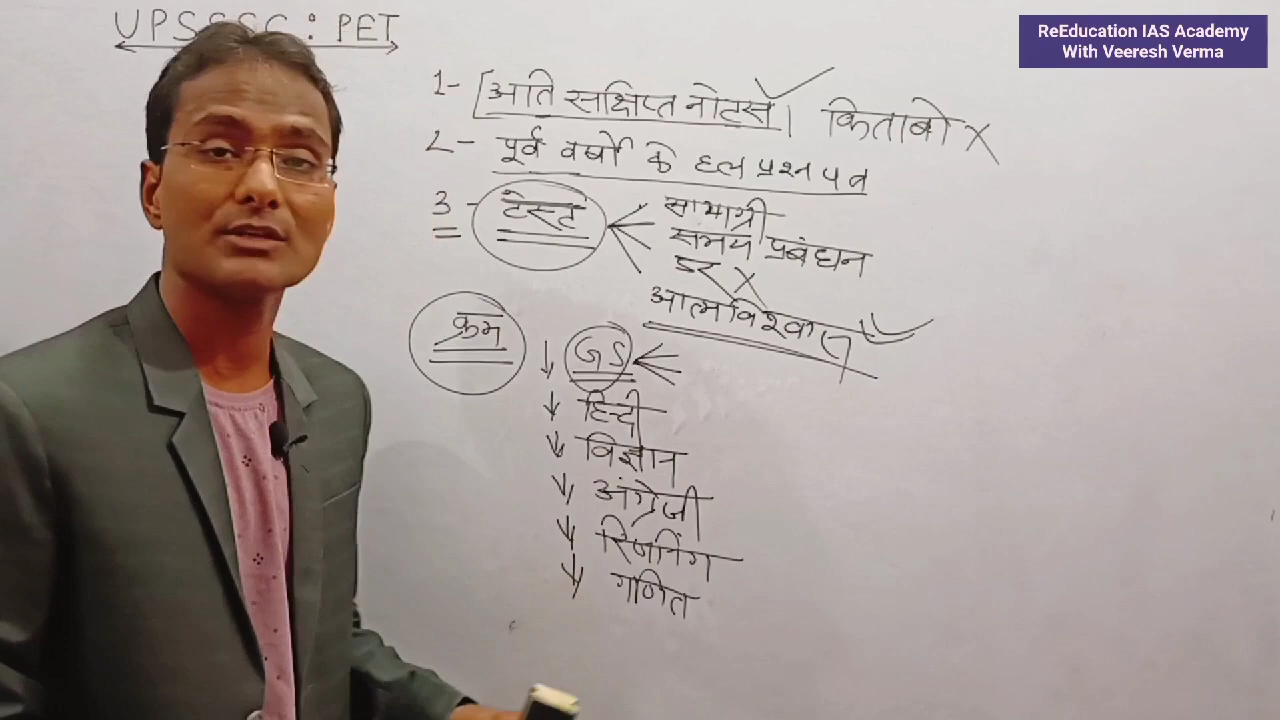 UPSSSC : PET
ReEducation IAS Academy
With Veeresh Verma
1- [अति सक्षिप्त नोट्स] किताबो X
2- पूर्व वर्षो के हल प्रश्न पत्र
3- टेस्ट
सामाग्री
समय प्रबंधन
डर X
आत्मविश्वास
क्रम
GS
हिन्दी
विज्ञान
अंग्रेजी
रिजनिंग
गणित